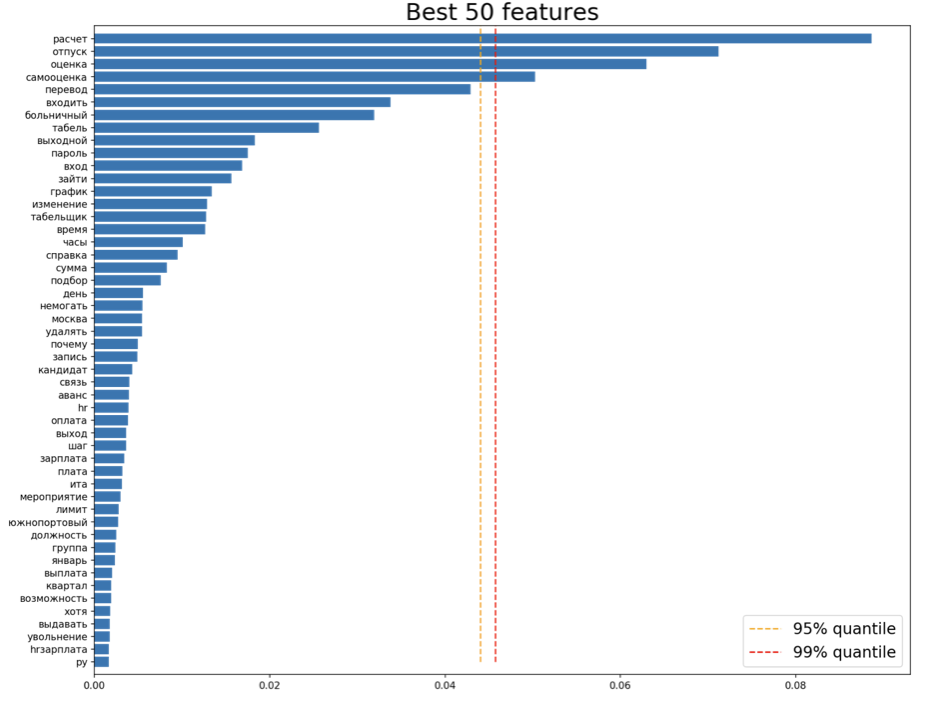 Best 50 features
расчет
отпуск
оценка
самооценка
перевод
входить
больничный
табель
выходной
пароль
вход
зайти
график
изменение
табельщик
время
часы
справка
сумма
подбор
день
немогать
москва
удалять
почему
запись
кандидат
связь
аванс
hr
оплата
выход
шаг
зарплата
плата
ита
мероприятие
лимит
южнопортовый
должность
группа
январь
выплата
квартал
возможность
хотя
выдавать
увольнение
hrзарплата
ру
95% quantile
99% quantile
0.00 0.02 0.04 0.06 0.08